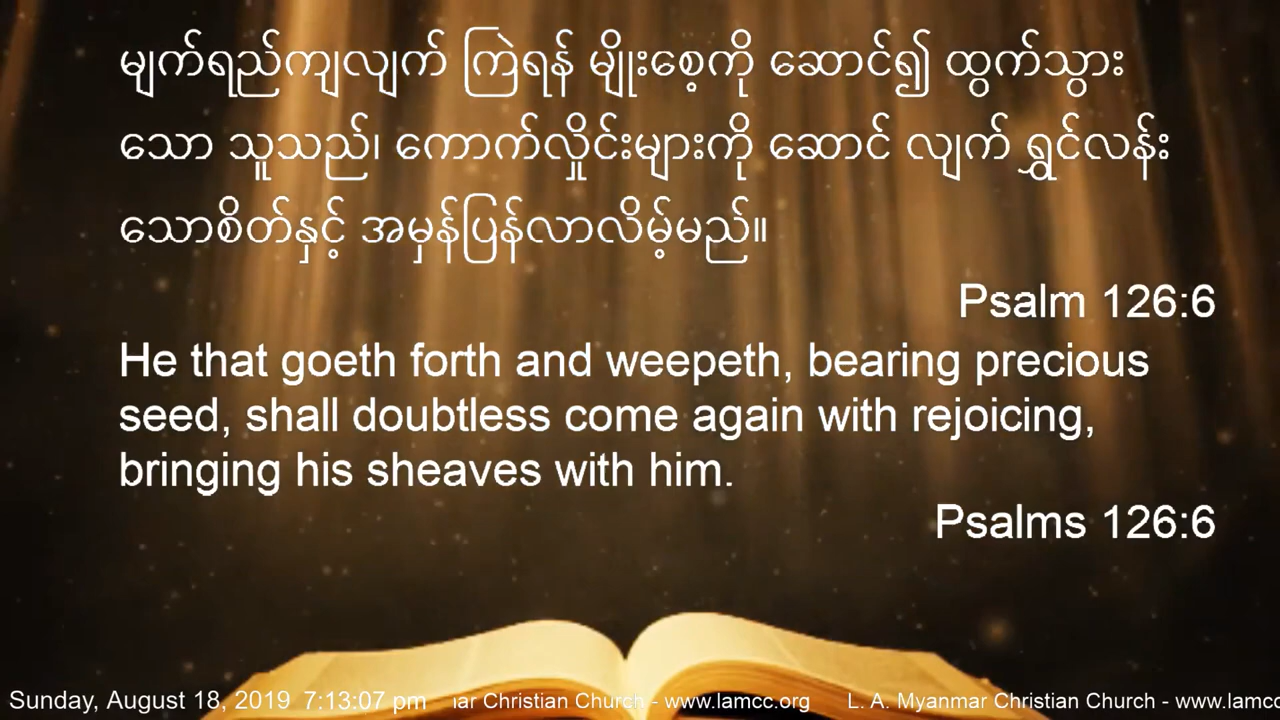 မျက်ရည်ကျလျက် ကြဲရန် မျိုးစေ့ကို ဆောင်၍ ထွက်သွား
သော သူသည်၊ ကောက်လှိုင်းများကို ဆောင် လျက် ရွှင်လန်း
သောစိတ်နှင့် အမှန်ပြန်လာလိမ့်မည်။
Psalm 126:6
He that goeth forth and weepeth, bearing precious
seed, shall doubtless come again with rejoicing,
bringing his sheaves with him.
Psalms 126:6
Sunday, August 18, 2019 7:13:07 pm Christian Church - www.lamcc.org L. A. Myanmar Christian Church - www.lamcc